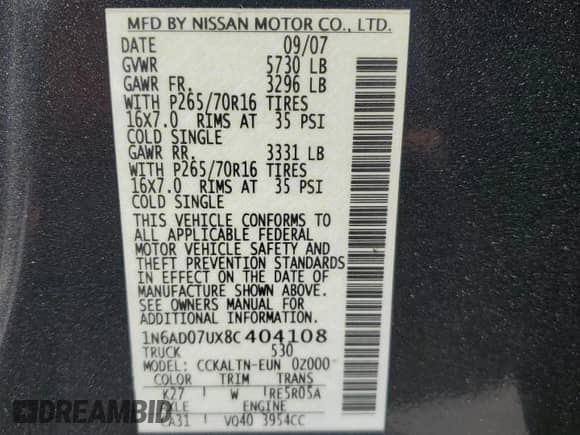 MFD BY NISSAN MOTOR CO., LTD.
DATE 09/07
GVWR 5730 LB
GAWR FR. 3296 LB
WITH P265/70R16 TIRES
16X7.0 RIMS AT 35 PSI
COLD SINGLE
GAWR RR. 3331 LB
WITH P265/70R16 TIRES
16X7.0 RIMS AT 35 PSI
COLD SINGLE
THIS VEHICLE CONFORMS TO
ALL APPLICABLE FEDERAL
MOTOR VEHICLE SAFETY AND
THEFT PREVENTION STANDARDS
IN EFFECT ON THE DATE OF
MANUFACTURE SHOWN ABOVE.
SEE OWNERS MANUAL FOR
ADDITIONAL INFORMATION.
1N6AD07UX8C404108
TRUCK 530
MODEL: CCKALTN-EUN 0Z000
COLOR TRIM TRANS
K27 W RE5R05A
ENGINE
A31 VQ40 3954CC
DREAMBID